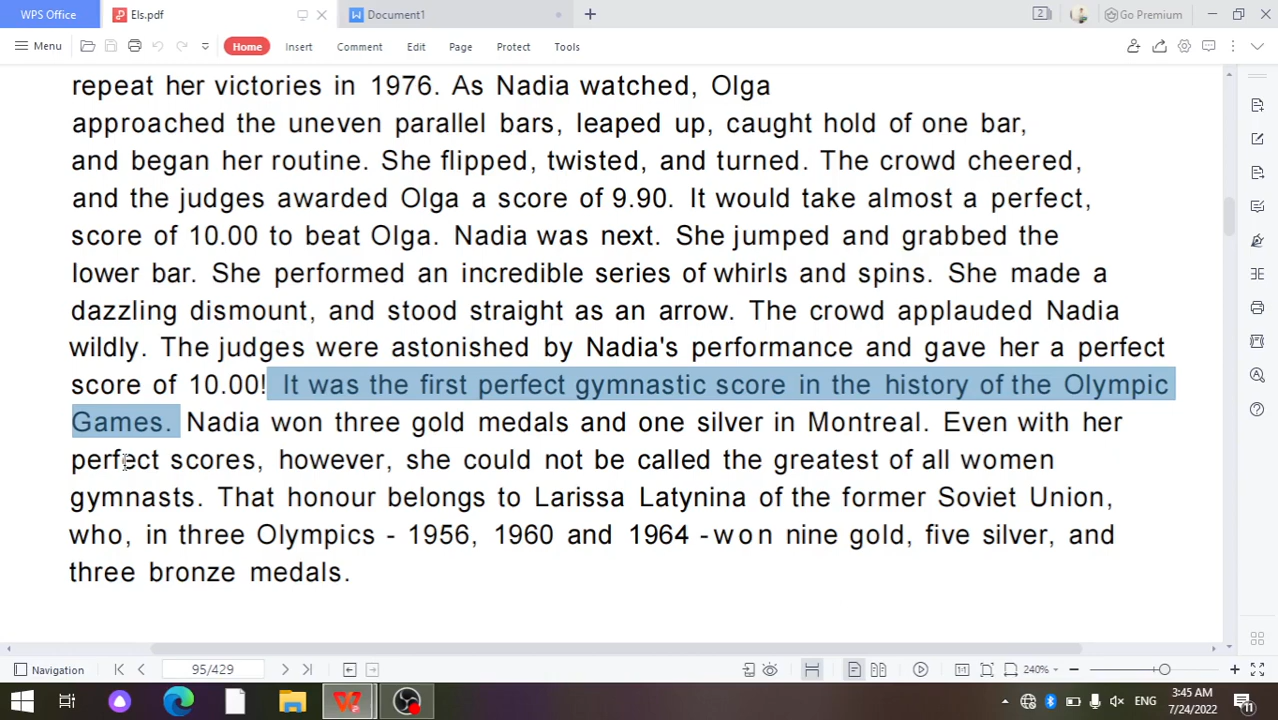 WPS Office
Els.pdf
Document1
2
Go Premium
Menu
Home
Insert
Comment
Edit
Page
Protect
Tools
repeat her victories in 1976. As Nadia watched, Olga
approached the uneven parallel bars, leaped up, caught hold of one bar,
and began her routine. She flipped, twisted, and turned. The crowd cheered,
and the judges awarded Olga a score of 9.90. It would take almost a perfect,
score of 10.00 to beat Olga. Nadia was next. She jumped and grabbed the
lower bar. She performed an incredible series of whirls and spins. She made a
dazzling dismount, and stood straight as an arrow. The crowd applauded Nadia
wildly. The judges were astonished by Nadia's performance and gave her a perfect
score of 10.00! It was the first perfect gymnastic score in the history of the Olympic
Games. Nadia won three gold medals and one silver in Montreal. Even with her
perfect scores, however, she could not be called the greatest of all women
gymnasts. That honour belongs to Larissa Latynina of the former Soviet Union,
who, in three Olympics - 1956, 1960 and 1964 -won nine gold, five silver, and
three bronze medals.
Navigation
95/429
240%
ENG
3:45 AM
7/24/2022
11